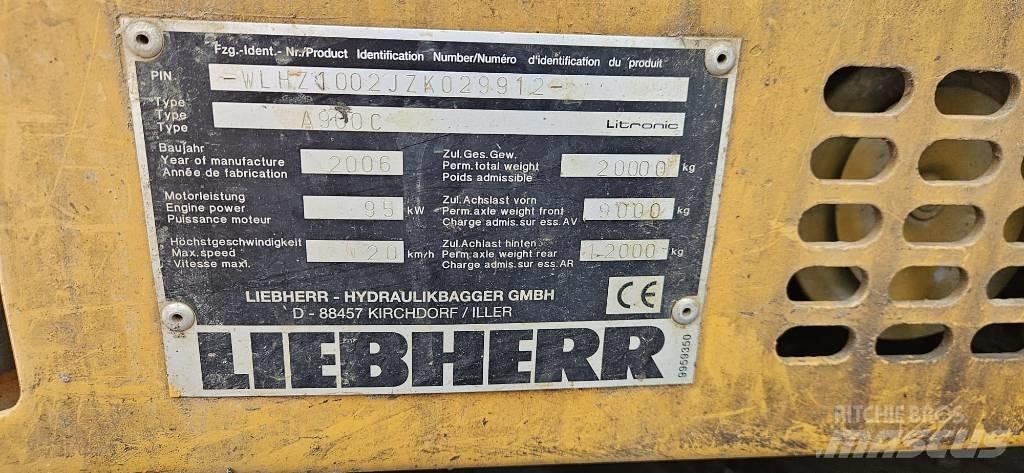 Fzg.-Ident.- Nr./Product Identification Number/Numéro d'identification du produit
PIN -WLHZ1002JZK029912-
Type
Type A900C Litronic
Type
Baujahr
Year of manufacture 2006
Année de fabrication
Zul.Ges.Gew.
Perm.total weight 20000 kg
Poids admissible
Motorleistung
Engine power 95 kW
Puissance moteur
Zul.Achslast vorn
Perm.axle weight front 9000 kg
Charge admis.sur ess.AV
Höchstgeschwindigkeit
Max.speed 20 km/h
Vitesse maxi.
Zul.Achlast hinten
Perm.axle weight rear 12000 kg
Charge admis.sur ess.AR
LIEBHERR - HYDRAULIKBAGGER GMBH
D - 88457 KIRCHDORF / ILLER
CE
LIEBHERR
9959350
RITCHIE BROS.
mascus